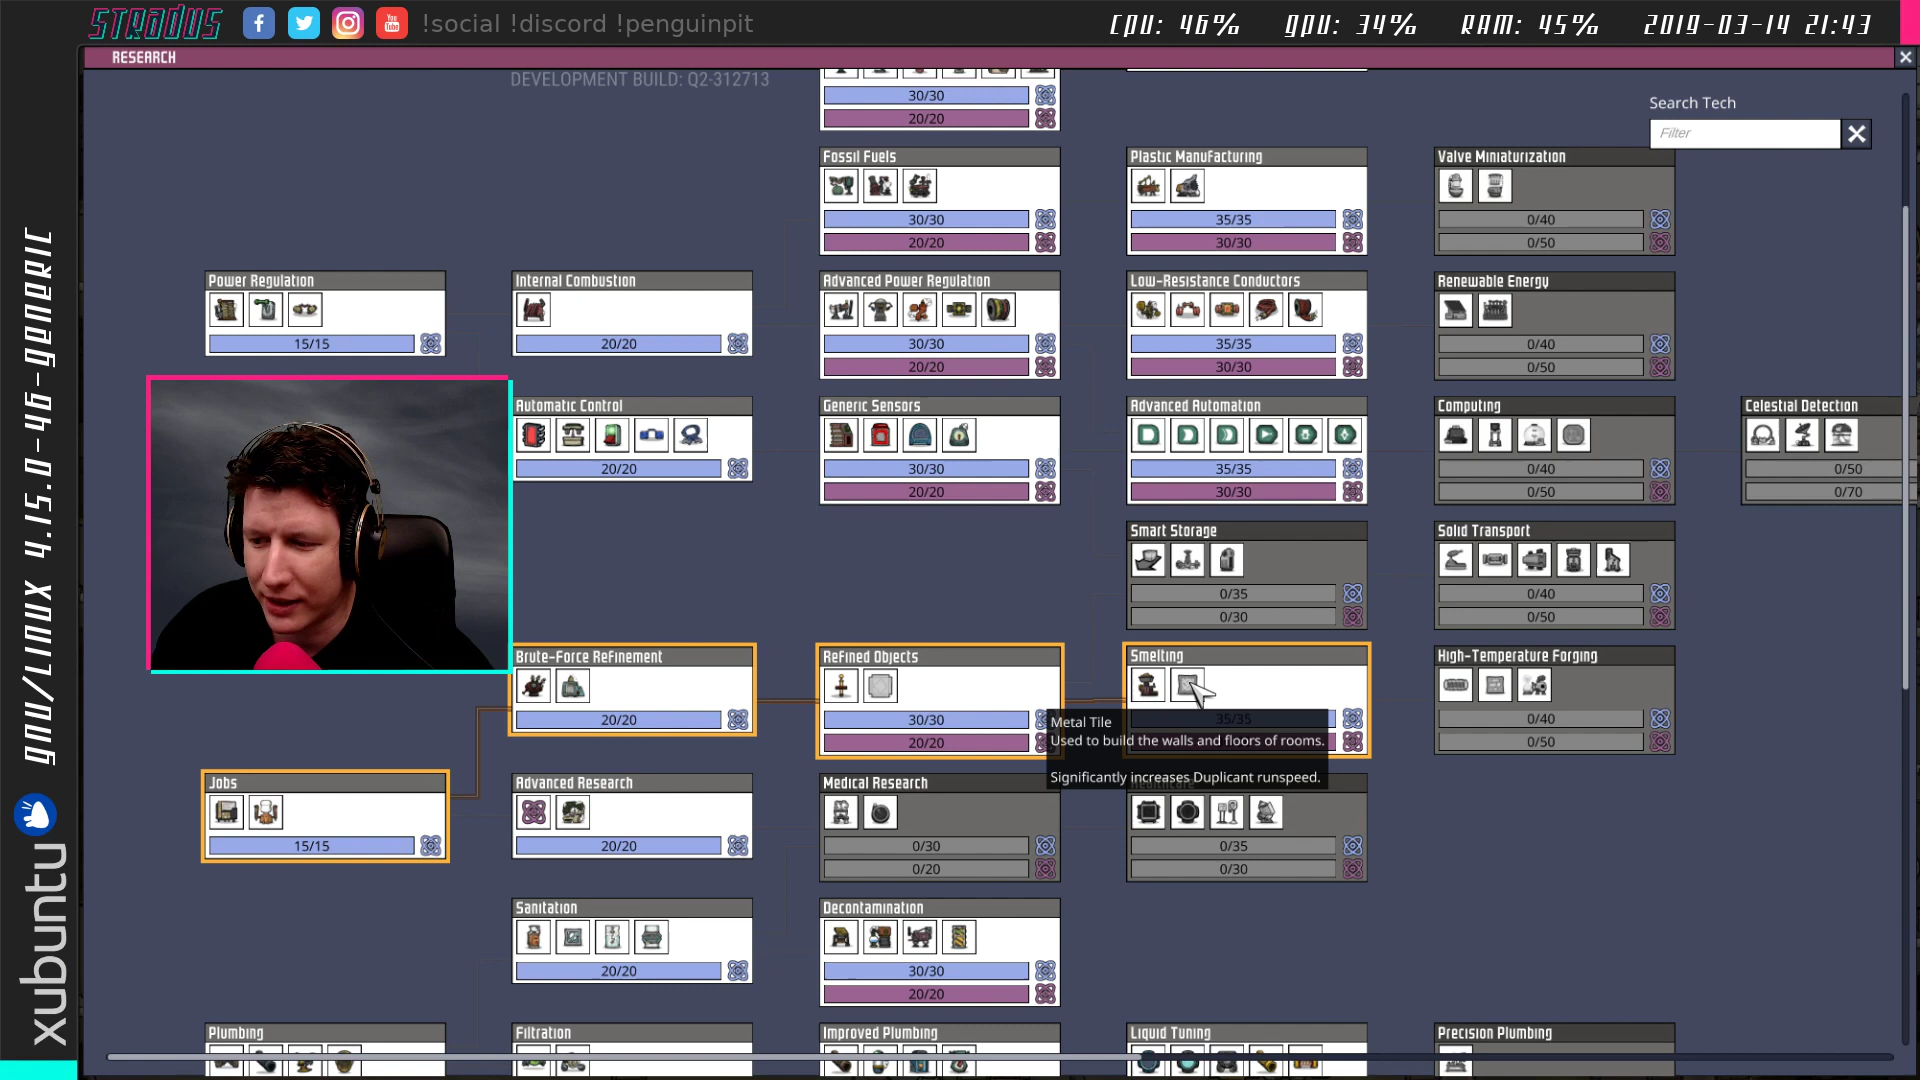 STRADUS
!social !discord !penguinpit
CPU: 46%
GPU: 34%
RAM: 45%
2019-03-14 21:43
RESEARCH
DEVELOPMENT BUILD: Q2-312713
Search Tech
Filter
30/30
20/20
Fossil Fuels
30/30
20/20
Plastic Manufacturing
35/35
30/30
Valve Miniaturization
0/40
0/50
Power Regulation
15/15
Internal Combustion
20/20
Advanced Power Regulation
30/30
20/20
Low-Resistance Conductors
35/35
30/30
Renewable Energy
0/40
0/50
Automatic Control
20/20
Generic Sensors
30/30
20/20
Advanced Automation
35/35
30/30
Computing
0/40
0/50
Celestial Detection
0/50
0/70
Smart Storage
0/35
0/30
Solid Transport
0/40
0/50
Brute-Force Refinement
20/20
Refined Objects
30/30
20/20
Smelting
35/35
High-Temperature Forging
0/40
0/50
Metal Tile
Used to build the walls and floors of rooms.
Significantly increases Duplicant runspeed.
Jobs
15/15
Advanced Research
20/20
Medical Research
0/30
0/20
Healthcare
0/35
0/30
Sanitation
20/20
Decontamination
30/30
20/20
Plumbing
Filtration
Improved Plumbing
Liquid Tuning
Precision Plumbing
xubuntu
GNU/LINUX 4.15.0-46-GENERIC